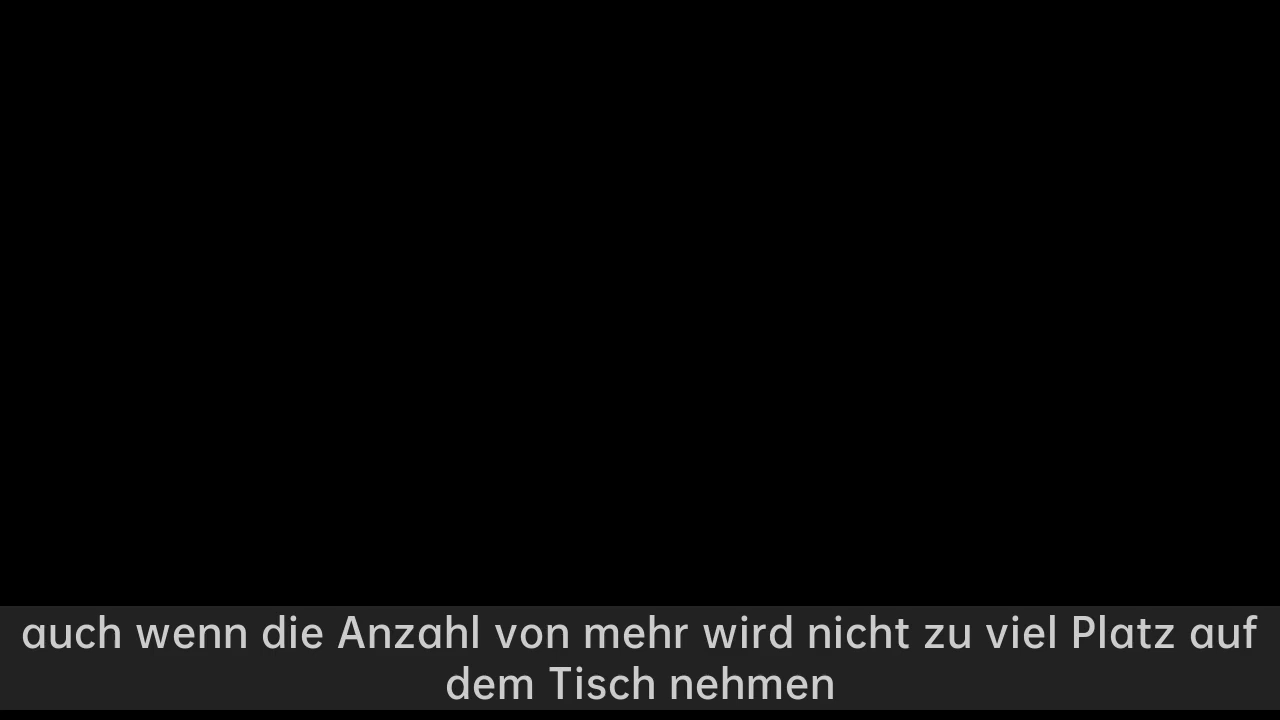 auch wenn die Anzahl von mehr wird nicht zu viel Platz auf
dem Tisch nehmen